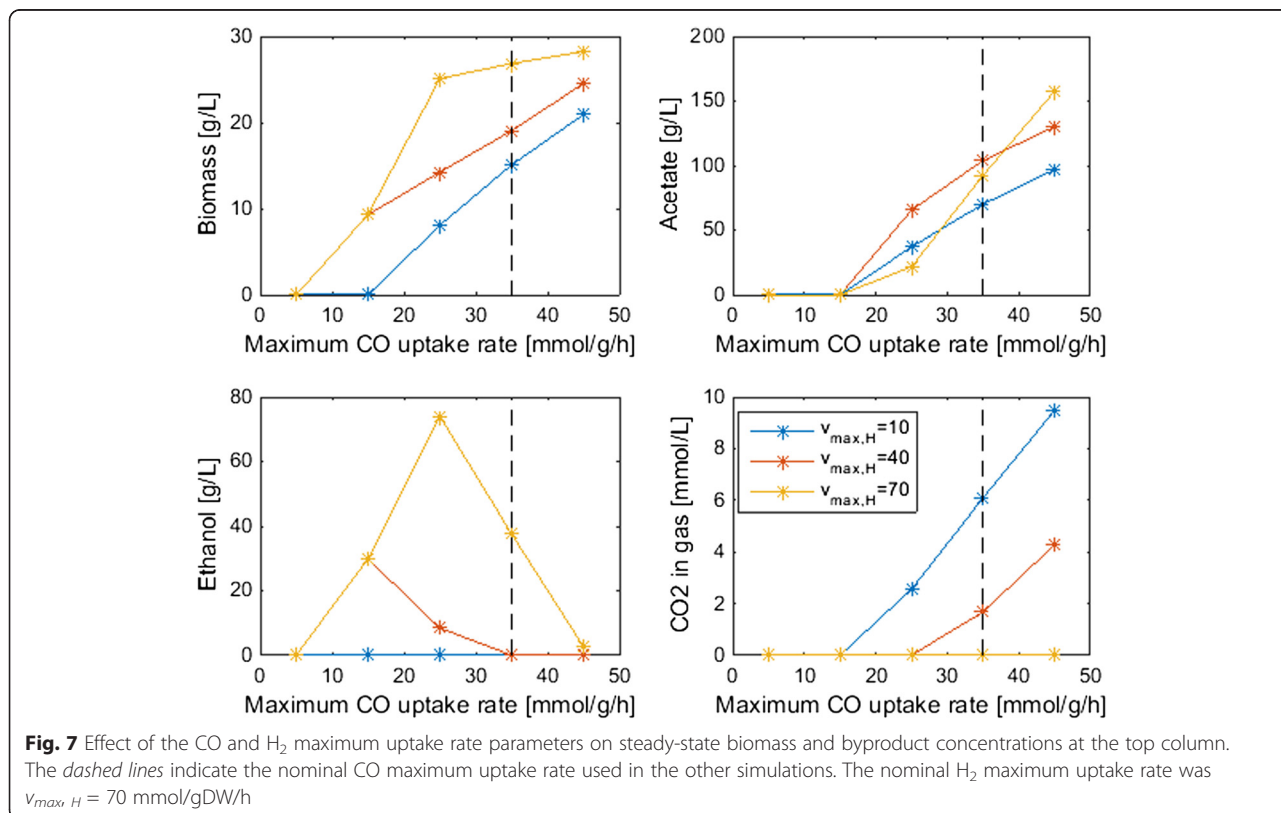 30
20
10
0
Biomass [g/L]
0 10 20 30 40 50
Maximum CO uptake rate [mmol/g/h]
200
150
100
50
0
Acetate [g/L]
0 10 20 30 40 50
Maximum CO uptake rate [mmol/g/h]
80
60
40
20
0
Ethanol [g/L]
0 10 20 30 40 50
Maximum CO uptake rate [mmol/g/h]
10
8
6
4
2
0
CO2 in gas [mmol/L]
v_max,H=10
v_max,H=40
v_max,H=70
0 10 20 30 40 50
Maximum CO uptake rate [mmol/g/h]
Fig. 7 Effect of the CO and H₂ maximum uptake rate parameters on steady-state biomass and byproduct concentrations at the top column.
The dashed lines indicate the nominal CO maximum uptake rate used in the other simulations. The nominal H₂ maximum uptake rate was
v_max, H = 70 mmol/gDW/h